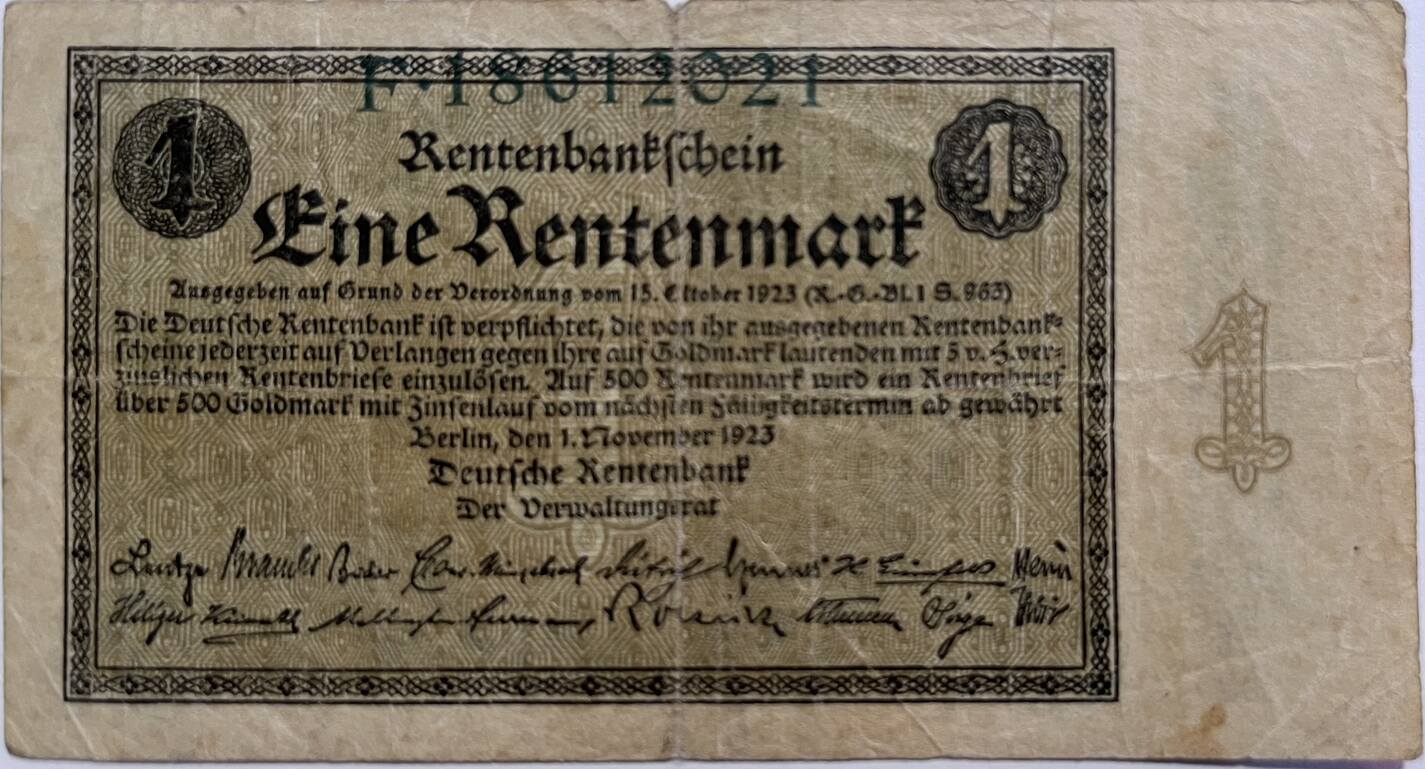 F·18612021
1 1
Rentenbankschein
Eine Rentenmark
Ausgegeben auf Grund der Verordnung vom 15. Oktober 1923 (R.-G.-Bl. I S. 963)
Die Deutsche Rentenbank ist verpflichtet, die von ihr ausgegebenen Rentenbank-
scheine jederzeit auf Verlangen gegen ihre auf Goldmark lautenden mit 5 v. H. ver-
zinslichen Rentenbriefe einzulösen. Auf 500 Rentenmark wird ein Rentenbrief
über 500 Goldmark mit Zinsenlauf vom nächsten Fälligkeitstermin ab gewährt
Berlin, den 1. November 1923
Deutsche Rentenbank
Der Verwaltungsrat
Lentze
1